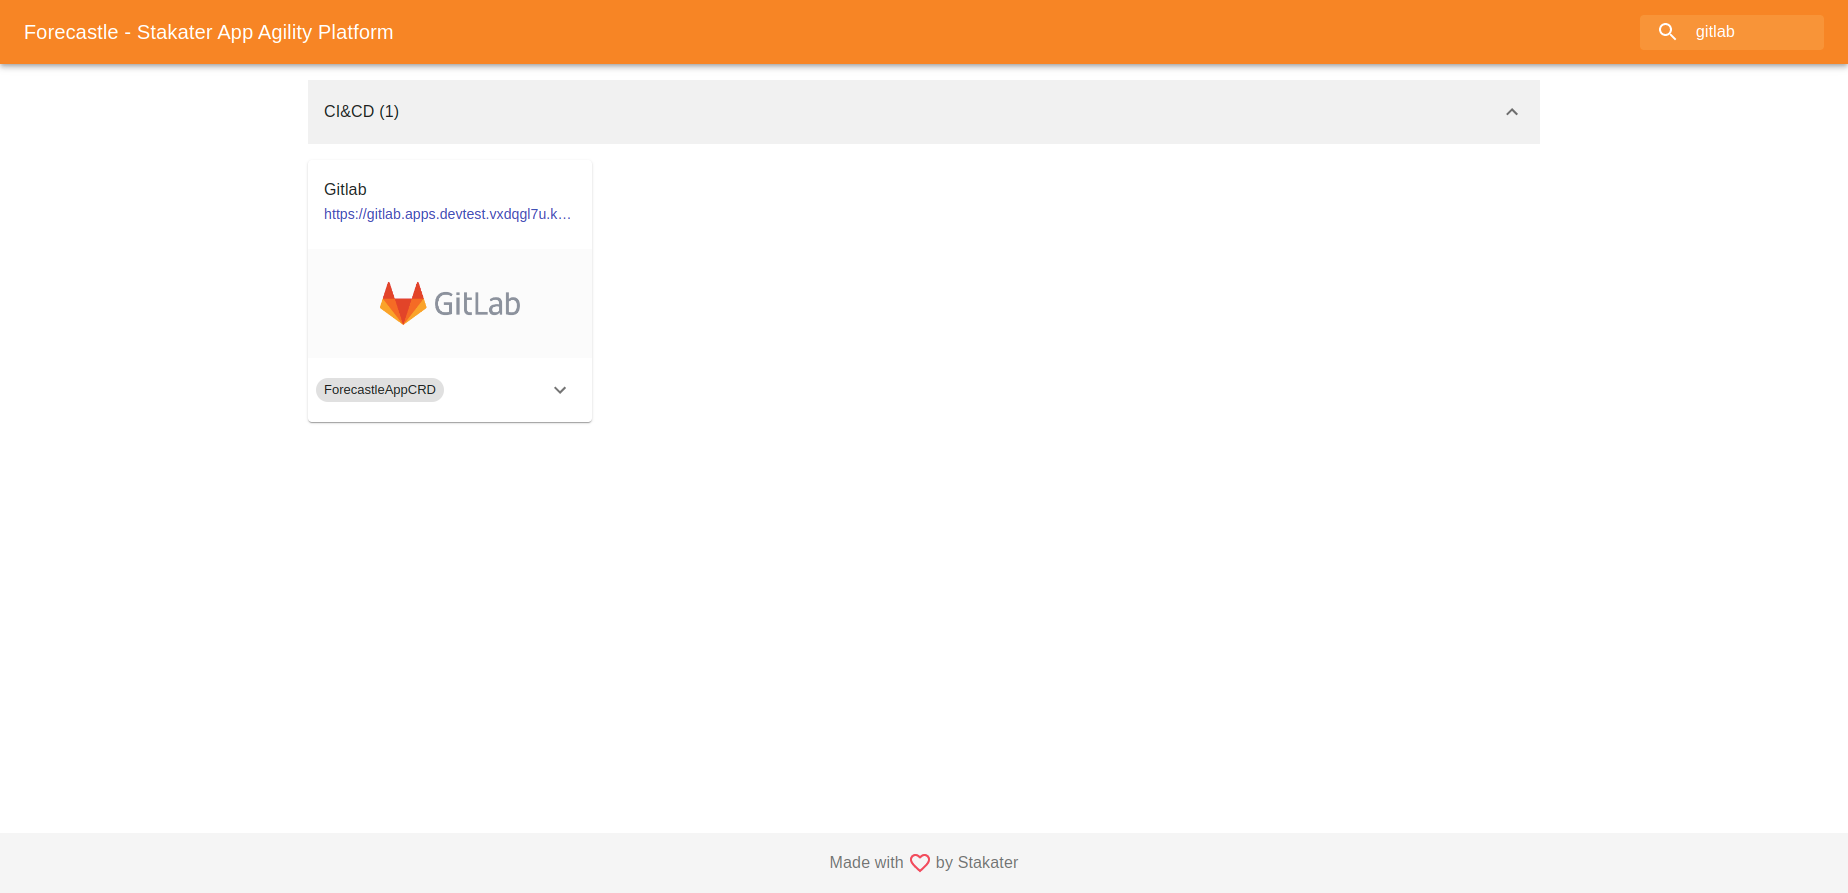 Forecastle - Stakater App Agility Platform
gitlab
CI&CD (1)
Gitlab
https://gitlab.apps.devtest.vxdqgl7u.k…
GitLab
ForecastleAppCRD
Made with by Stakater